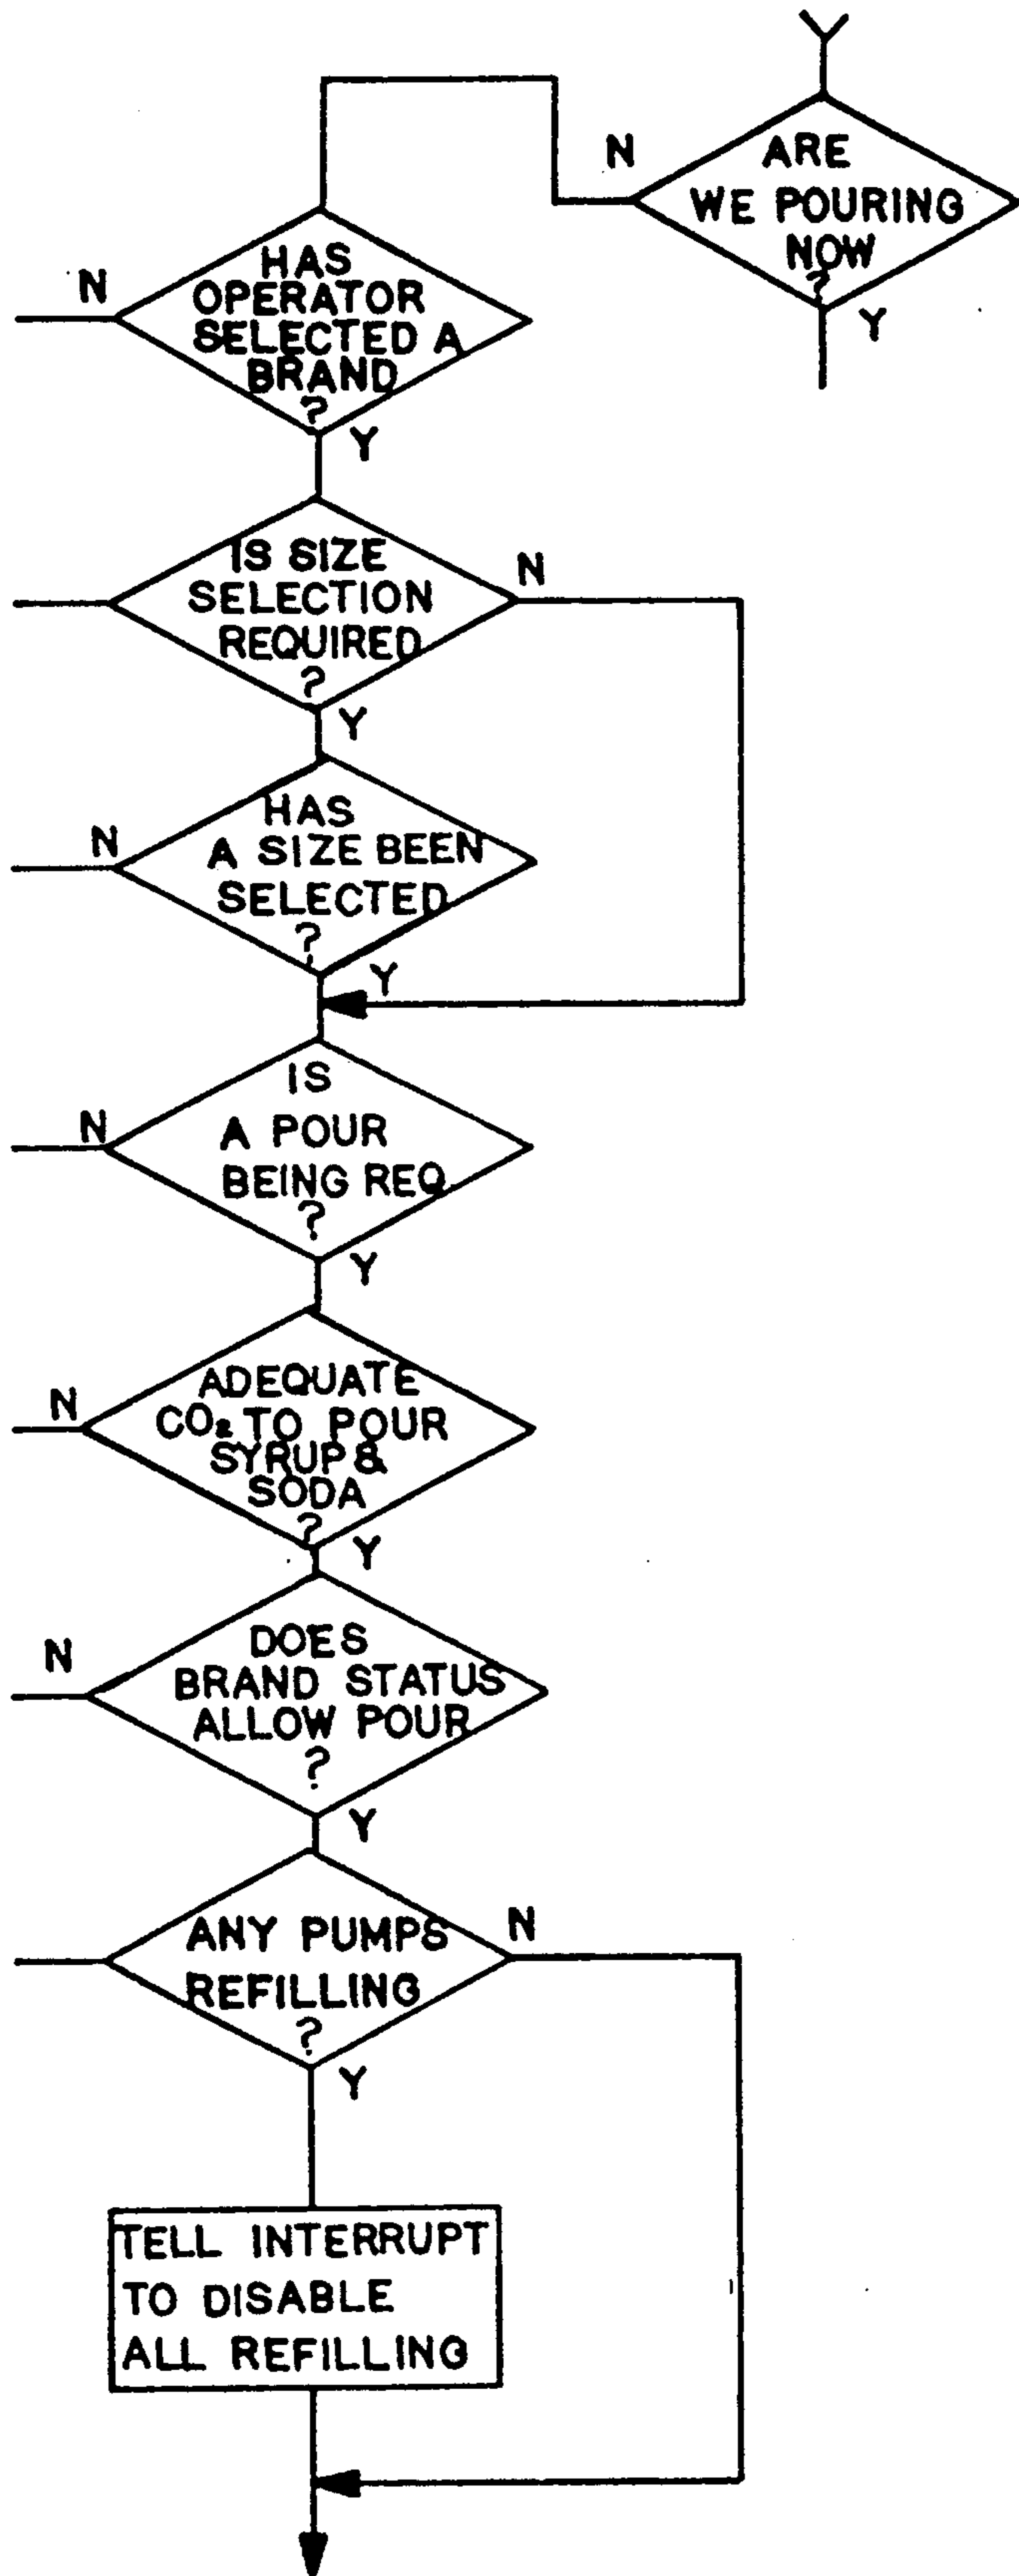 N
ARE
WE POURING
NOW
?
Y
N
HAS
OPERATOR
SELECTED A
BRAND
?
Y
IS SIZE
SELECTION
REQUIRED
?
N
Y
N
HAS
A SIZE BEEN
SELECTED
?
Y
N
IS
A POUR
BEING REQ
?
Y
N
ADEQUATE
CO₂ TO POUR
SYRUP &
SODA
?
Y
N
DOES
BRAND STATUS
ALLOW POUR
?
Y
ANY PUMPS
REFILLING
?
N
Y
TELL INTERRUPT
TO DISABLE
ALL REFILLING